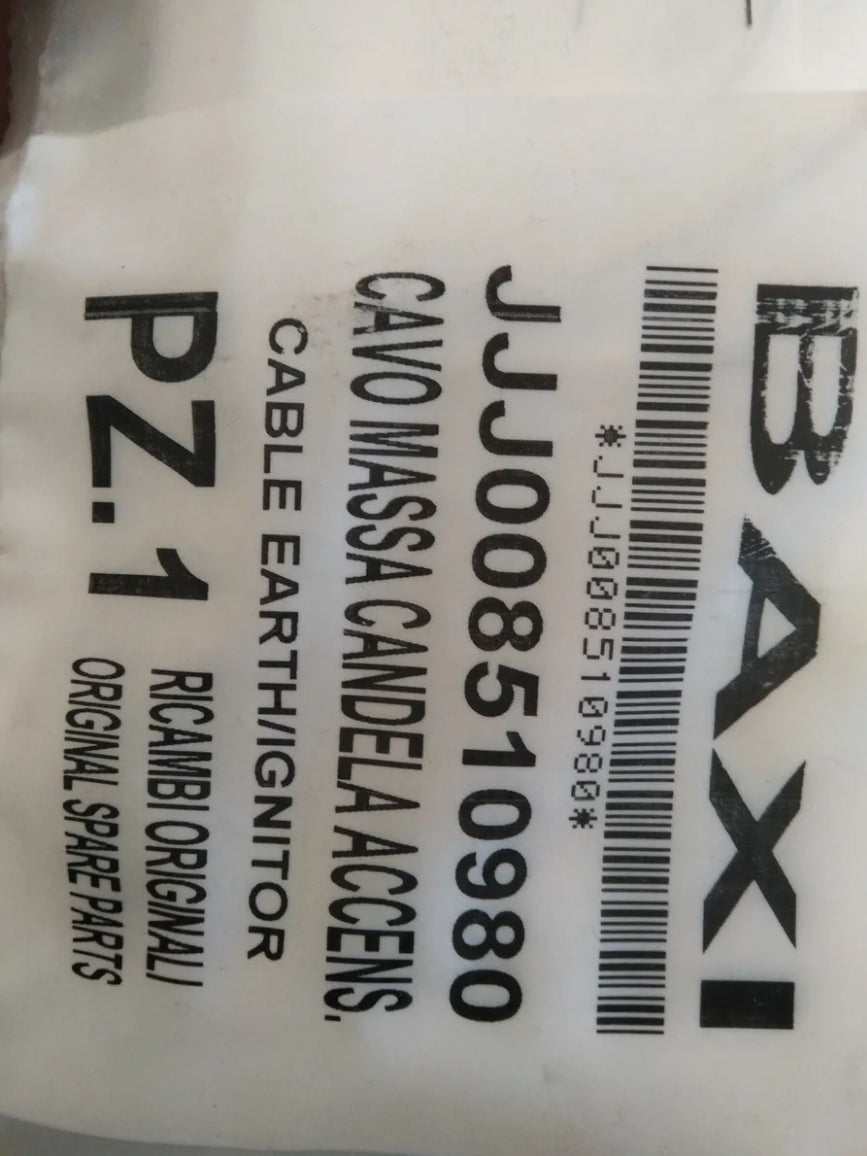 BAXI
*JJJ008510980*
JJJ008510980
CAVO MASSA CANDELA ACCENS.
CABLE EARTH/IGNITOR
PZ.1
RICAMBI ORIGINALI
ORIGINAL SPARE PARTS